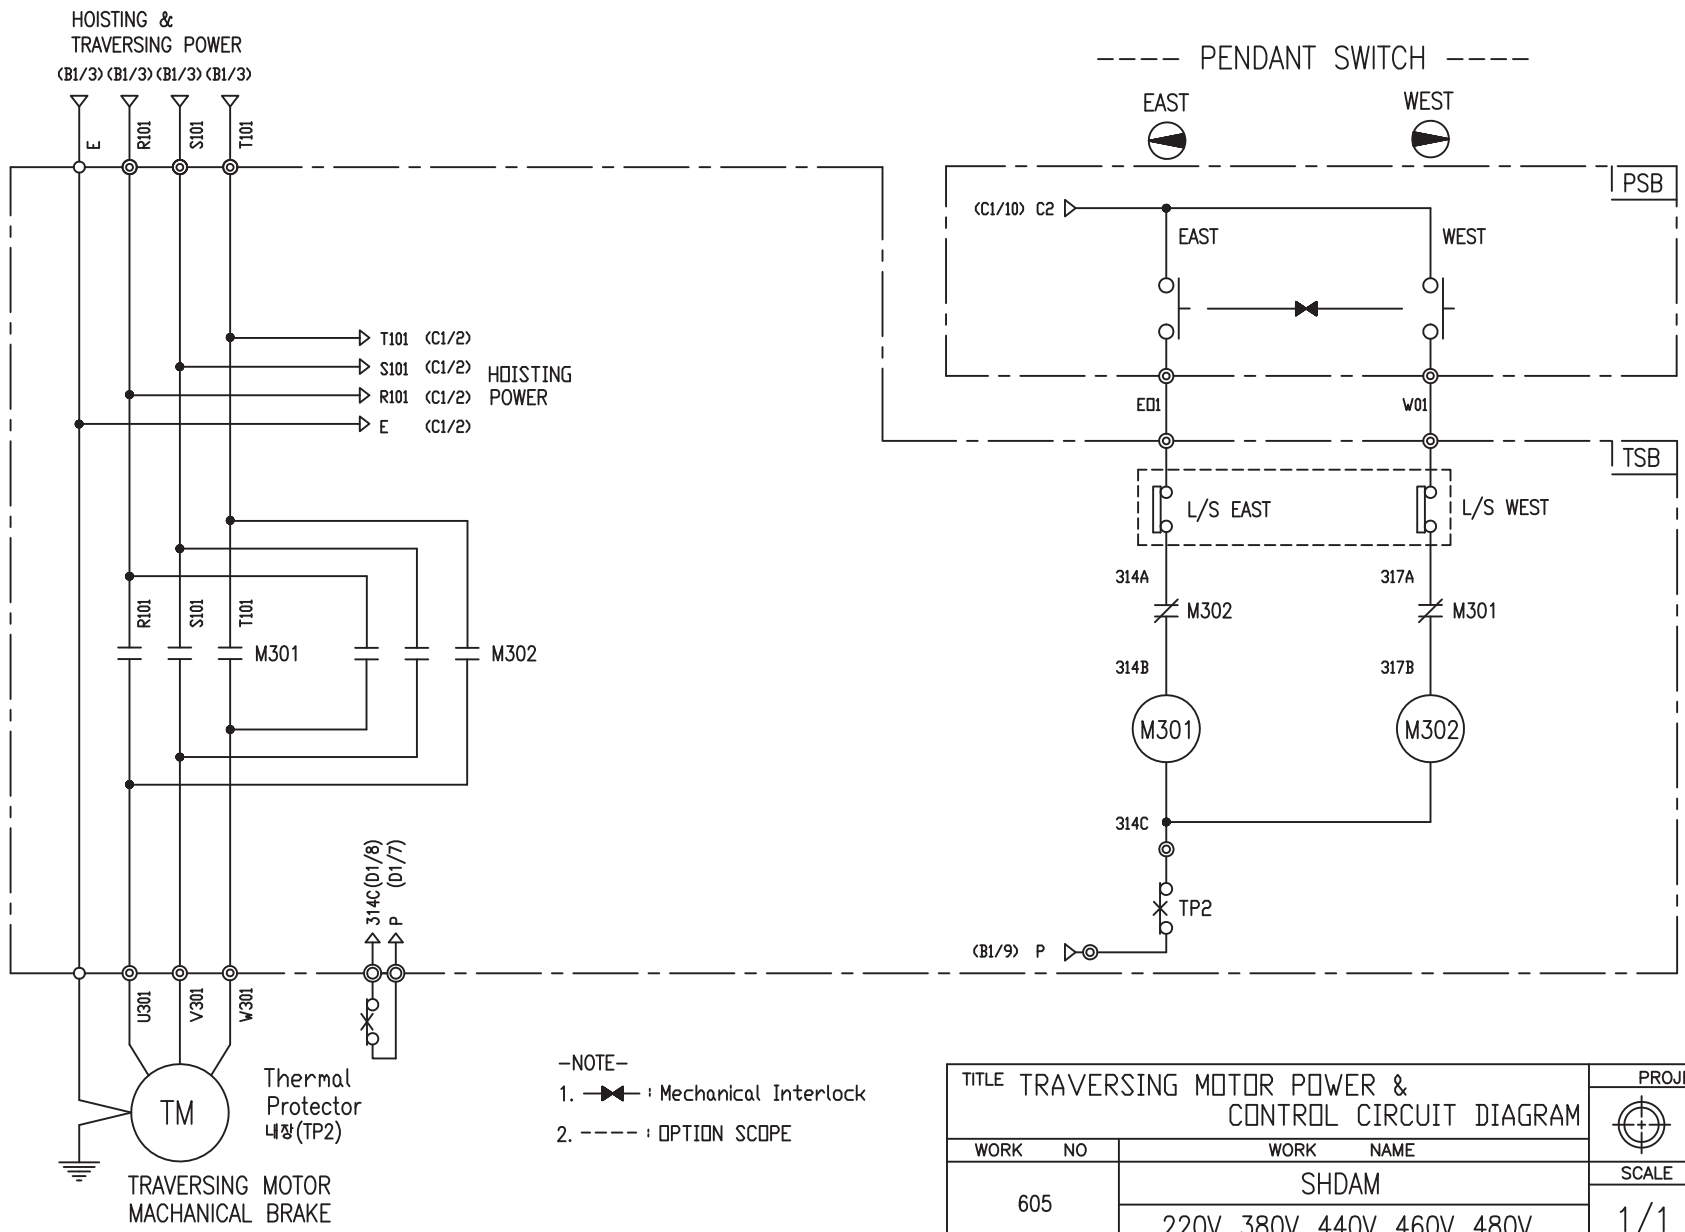 HOISTING &
TRAVERSING POWER
(B1/3) (B1/3) (B1/3) (B1/3)
E
R101
S101
T101
T101 (C1/2)
S101 (C1/2)
R101 (C1/2)
E (C1/2)
HOISTING
POWER
R101
S101
T101
M301
M302
314C(D1/8)
P (D1/7)
U301
V301
W301
TM
Thermal
Protector
내장(TP2)
TRAVERSING MOTOR
MACHANICAL BRAKE
---- PENDANT SWITCH ----
EAST
WEST
PSB
(C1/10) C2
EAST
WEST
E01
W01
TSB
L/S EAST
L/S WEST
314A
317A
M302
M301
314B
317B
M301
M302
314C
TP2
(B1/9) P
-NOTE-
1. : Mechanical Interlock
2. ----- : OPTION SCOPE
TITLE TRAVERSING MOTOR POWER &
CONTROL CIRCUIT DIAGRAM
WORK NO
WORK NAME
605
SHDAM
220V 380V 440V 460V 480V
SCALE
1/1